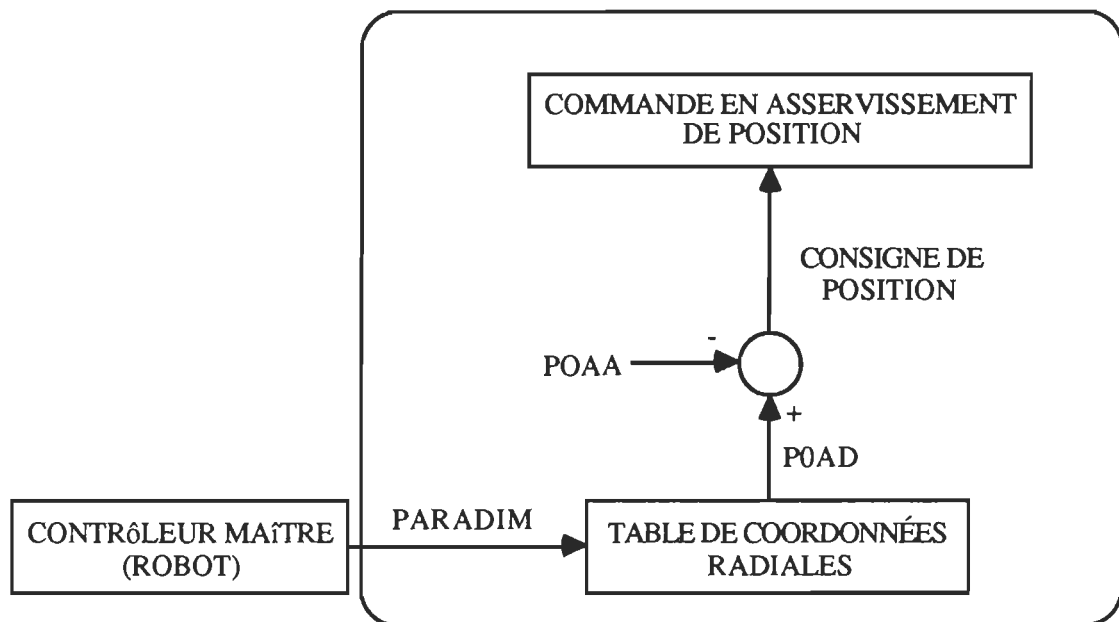 COMMANDE EN ASSERVISSEMENT
DE POSITION
CONSIGNE DE
POSITION
-
POAA
+
P0AD
CONTRôLEUR MAîTRE
(ROBOT)
PARADIM
TABLE DE COORDONNÉES
RADIALES